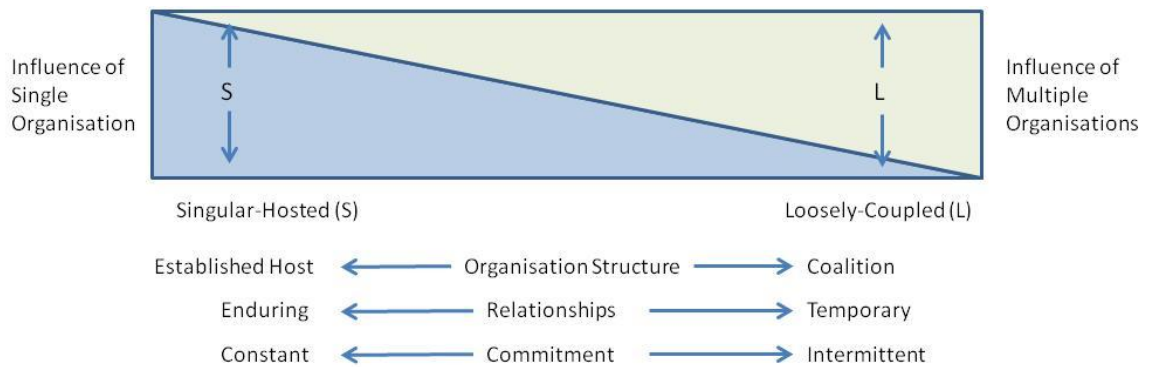 Influence of
Single
Organisation
S
L
Influence of
Multiple
Organisations
Singular-Hosted (S)
Loosely-Coupled (L)
Established Host
Organisation Structure
Coalition
Enduring
Relationships
Temporary
Constant
Commitment
Intermittent